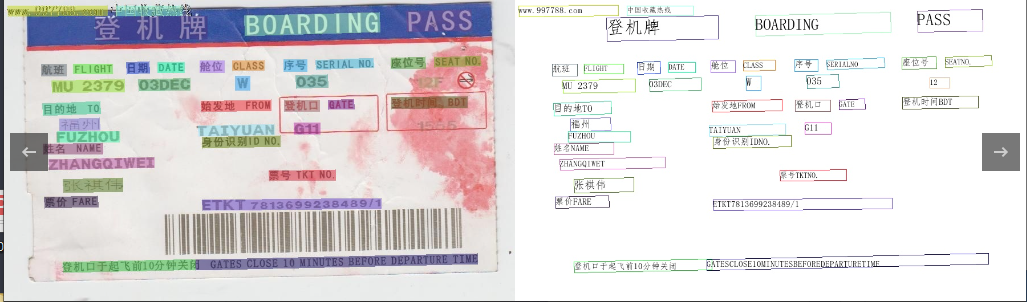 登机牌 BOARDING PASS
航班 FLIGHT 日期 DATE 舱位 CLASS 序号 SERIAL NO. 座位号 SEAT NO.
MU 2379 03DEC W 035 12F
目的地 TO 始发地 FROM 登机口 GATE 登机时间 BDT
福州
FUZHOU TAIYUAN G11
姓名 NAME 身份识别ID NO.
ZHANGQIWEI
张祺伟 票号 TKT NO.
票价 FARE ETKT 7813699238489/1
登机口于起飞前10分钟关闭 GATES CLOSE 10 MINUTES BEFORE DEPARTURE TIME
www.997788.com 中国收藏热线
登机牌 BOARDING PASS
航班 FLIGHT 日期 DATE 舱位 CLASS 序号 SERIALNO 座位号 SEATNO.
MU 2379 03DEC W 035 12
目的地TO 始发地FROM 登机口 GATE 登机时间BDT
福州
FUZHOU TAIYUAN G11
姓名NAME 身份识别IDNO.
ZHANGQIWET
张祺伟 票号TKTNO.
票价FARE ETKT7813699238489/1
登机口于起飞前10分钟关闭 GATESCLOSE10MINUTESBEFOREDEPARTURETIME